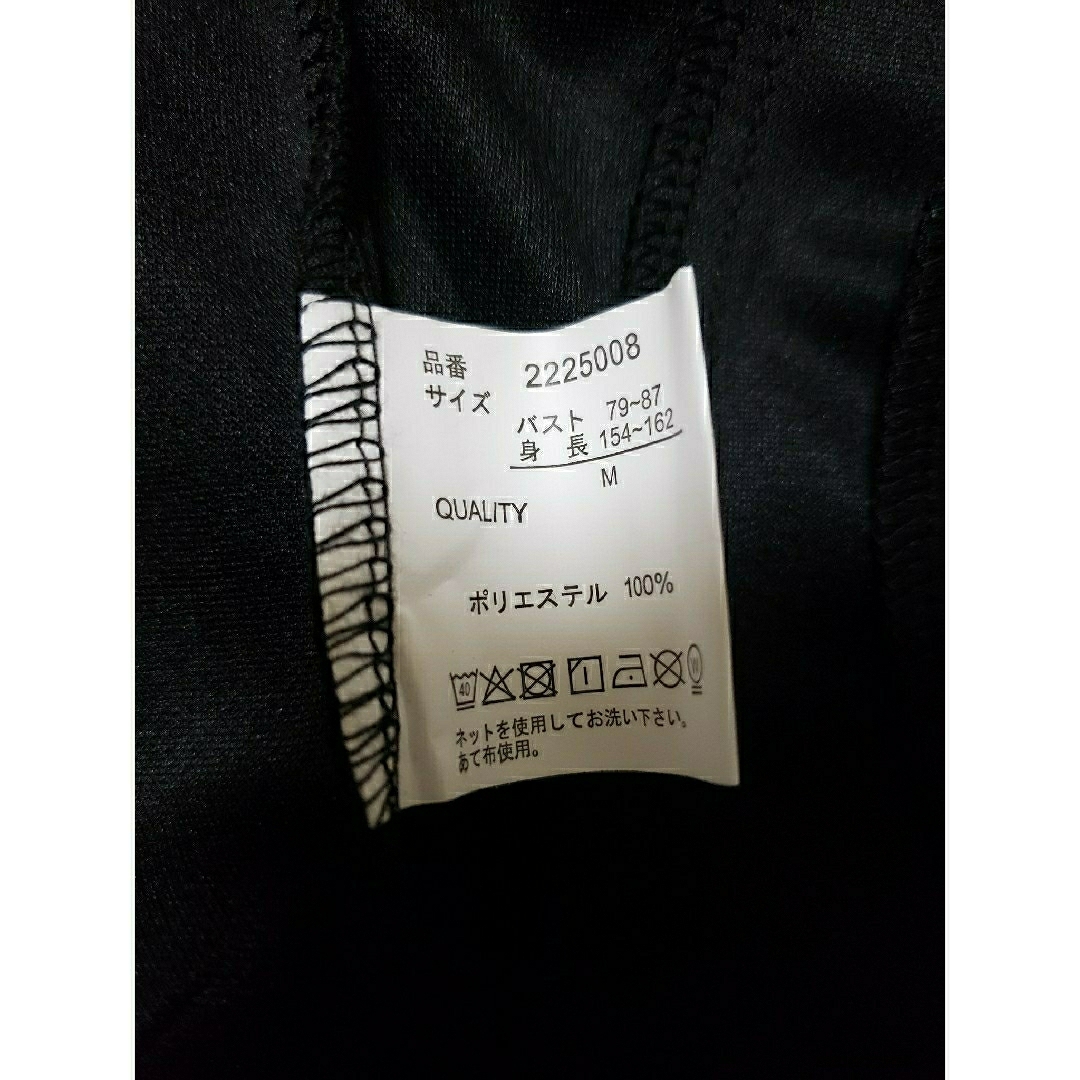 品番 2225008
サイズ バスト 79~87
身 長 154~162
M
QUALITY
ポリエステル 100%
40 W
ネットを使用してお洗い下さい。
あて布使用。